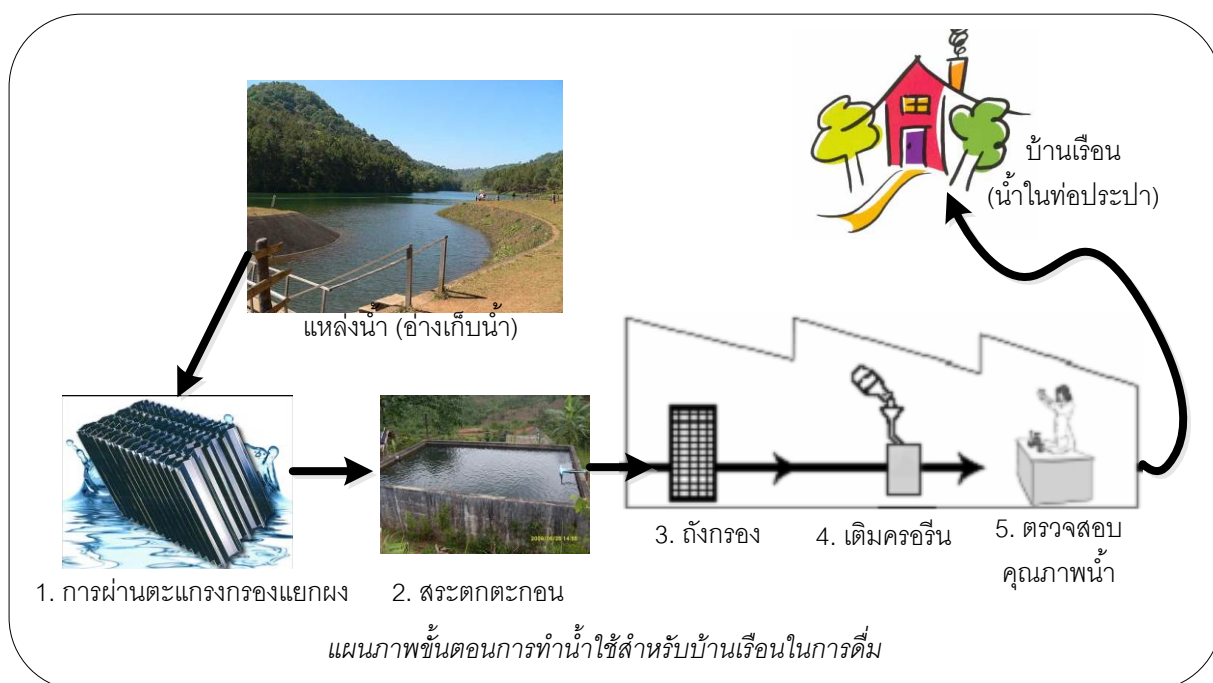 บ้านเรือน
(น้ำในท่อประปา)
แหล่งน้ำ (อ่างเก็บน้ำ)
1. การผ่านตะแกรงกรองแยกผง
2. สระตกตะกอน
3. ถังกรอง
4. เติมครอรีน
5. ตรวจสอบ
คุณภาพน้ำ
แผนภาพขั้นตอนการทำน้ำใช้สำหรับบ้านเรือนในการดื่ม